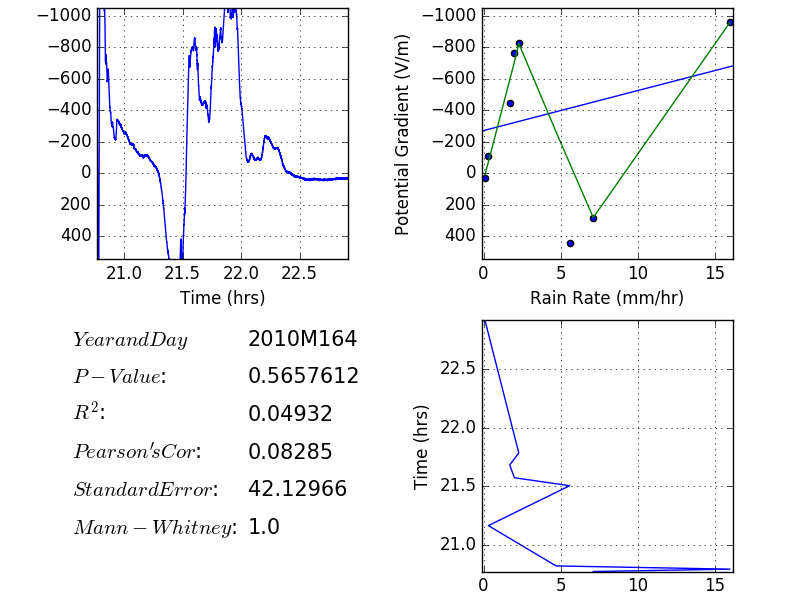 −1000
−800
−600
−400
−200
0
200
400
21.0 21.5 22.0 22.5
Time (hrs)
Potential Gradient (V/m)
−1000
−800
−600
−400
−200
0
200
400
0 5 10 15
Rain Rate (mm/hr)
YearandDay 2010M164
P − Value: 0.5657612
R²: 0.04932
Pearson'sCor: 0.08285
StandardError: 42.12966
Mann − Whitney: 1.0
Time (hrs)
22.5
22.0
21.5
21.0
0 5 10 15